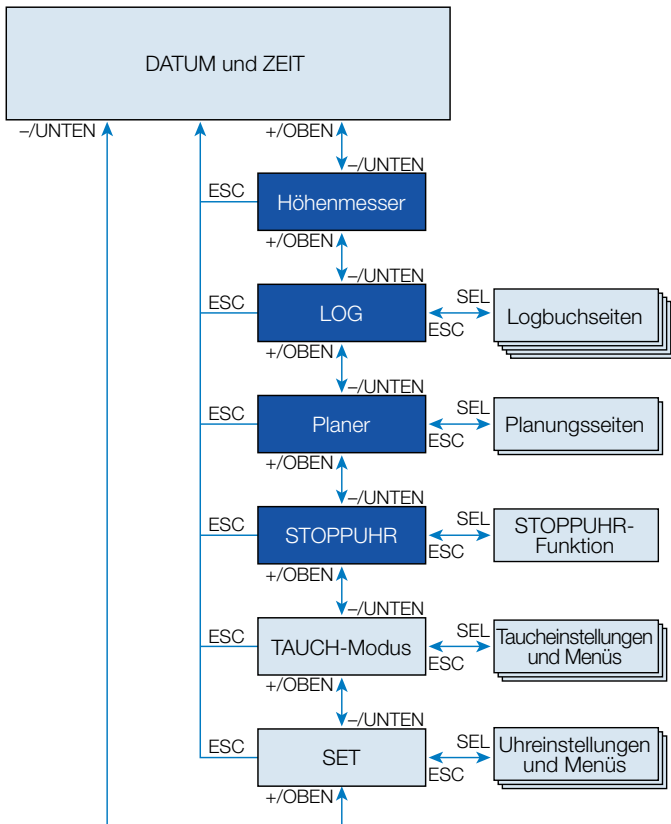 DATUM und ZEIT
–/UNTEN
+/OBEN
–/UNTEN
ESC
Höhenmesser
+/OBEN
–/UNTEN
ESC
LOG
SEL
ESC
Logbuchseiten
+/OBEN
–/UNTEN
ESC
Planer
SEL
ESC
Planungsseiten
+/OBEN
–/UNTEN
ESC
STOPPUHR
SEL
ESC
STOPPUHR-
Funktion
+/OBEN
–/UNTEN
ESC
TAUCH-Modus
SEL
ESC
Taucheinstellungen
und Menüs
+/OBEN
–/UNTEN
ESC
SET
SEL
ESC
Uhreinstellungen
und Menüs
+/OBEN